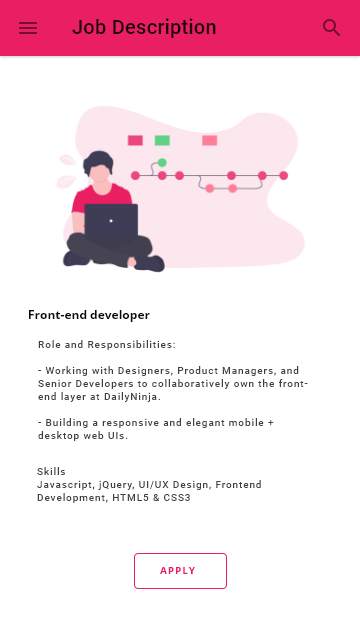 Job Description
Front-end developer
Role and Responsibilities:
- Working with Designers, Product Managers, and
Senior Developers to collaboratively own the front-
end layer at DailyNinja.
- Building a responsive and elegant mobile +
desktop web UIs.
Skills
Javascript, jQuery, UI/UX Design, Frontend
Development, HTML5 & CSS3
APPLY